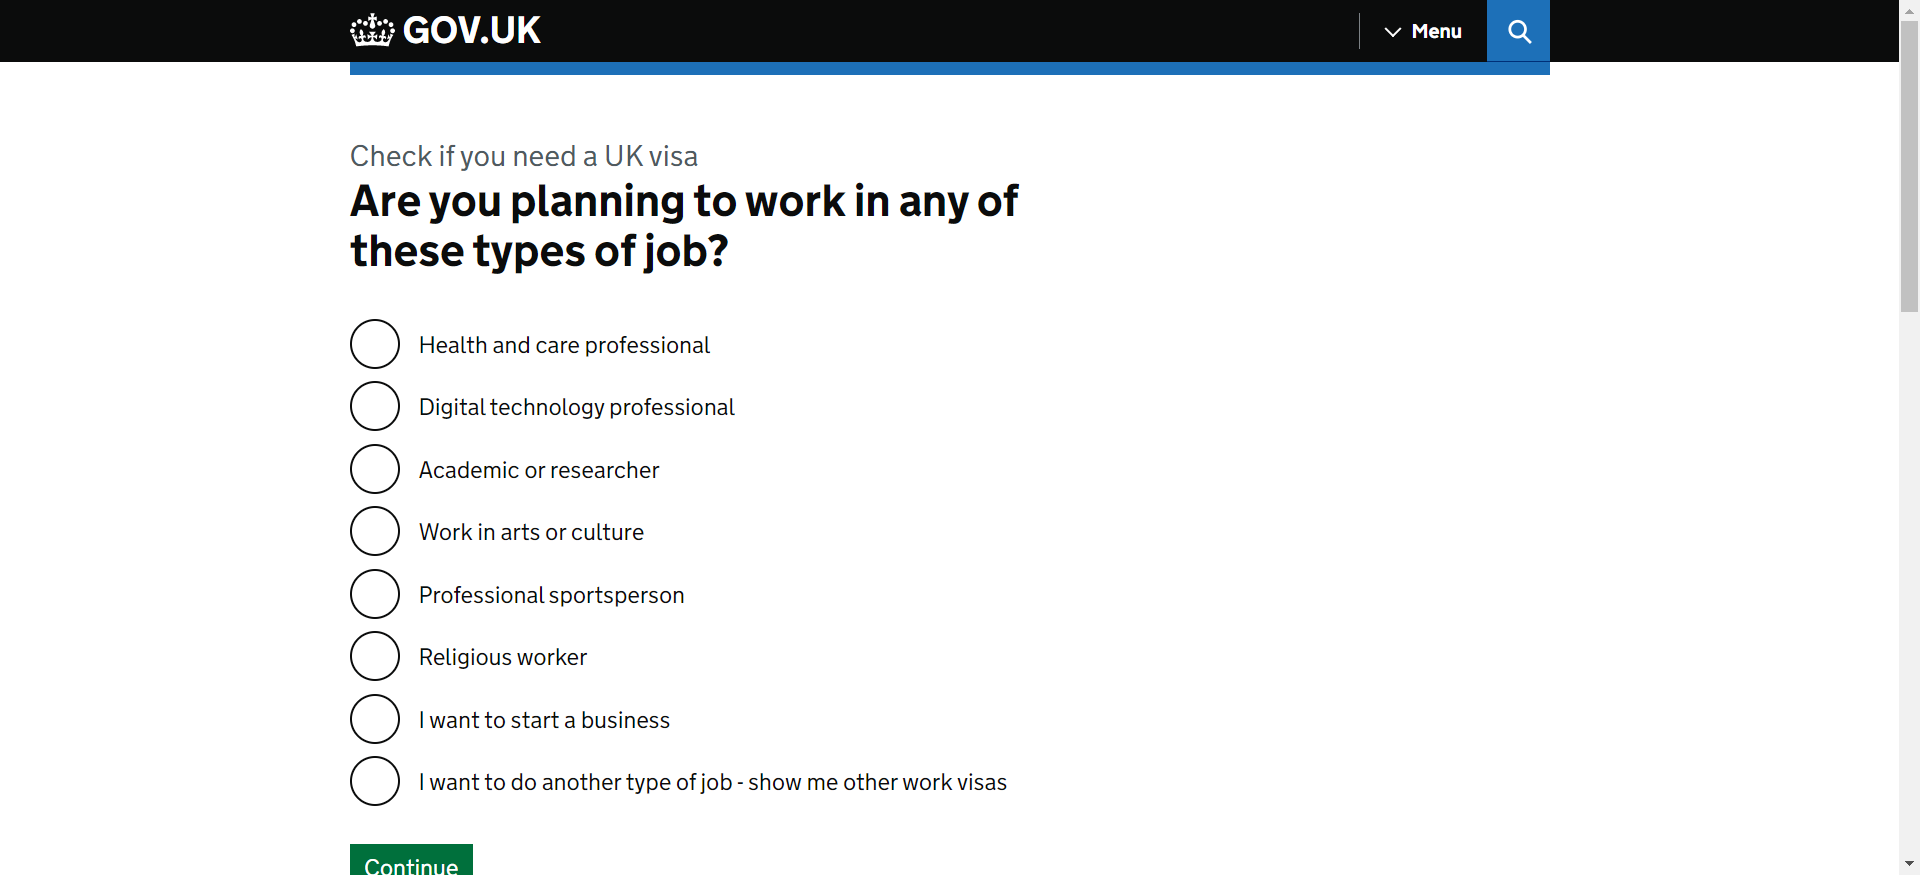 GOV.UK
Menu
Check if you need a UK visa
Are you planning to work in any of
these types of job?
Health and care professional
Digital technology professional
Academic or researcher
Work in arts or culture
Professional sportsperson
Religious worker
I want to start a business
I want to do another type of job - show me other work visas
Continue